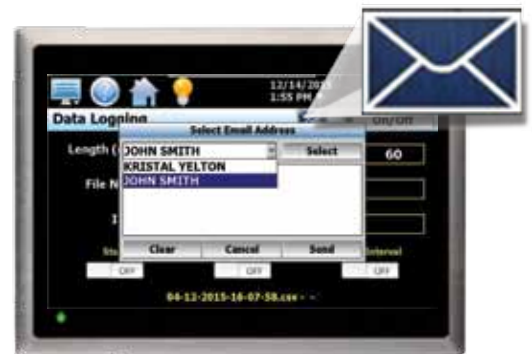 12/14/2015
1:55 PM
Data Logging
On/Off
Select Email Address
Length (
JOHN SMITH
Select
60
KRISTAL YELTON
JOHN SMITH
File N
Clear
Cancel
Send
Interval
OFF
OFF
OFF
04-13-2015-16-07-58.csv - -